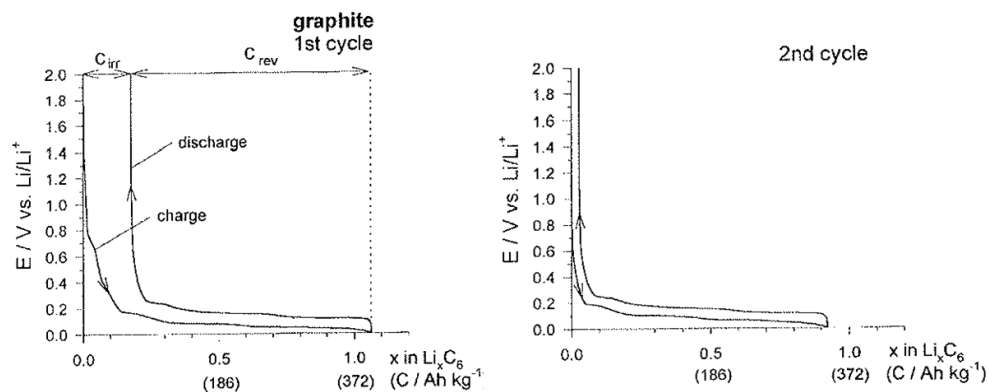 graphite
1st cycle
C_irr
C_rev
2.0
1.8
1.6
1.4
1.2
1.0
0.8
0.6
0.4
0.2
0.0
E / V vs. Li/Li⁺
discharge
charge
0.0 0.5 1.0 x in LiₓC₆
(186) (372) (C / Ah kg⁻¹
2nd cycle
2.0
1.8
1.6
1.4
1.2
1.0
0.8
0.6
0.4
0.2
0.0
E / V vs. Li/Li⁺
0.0 0.5 1.0 x in LiₓC₆
(186) (372) (C / Ah kg⁻¹)